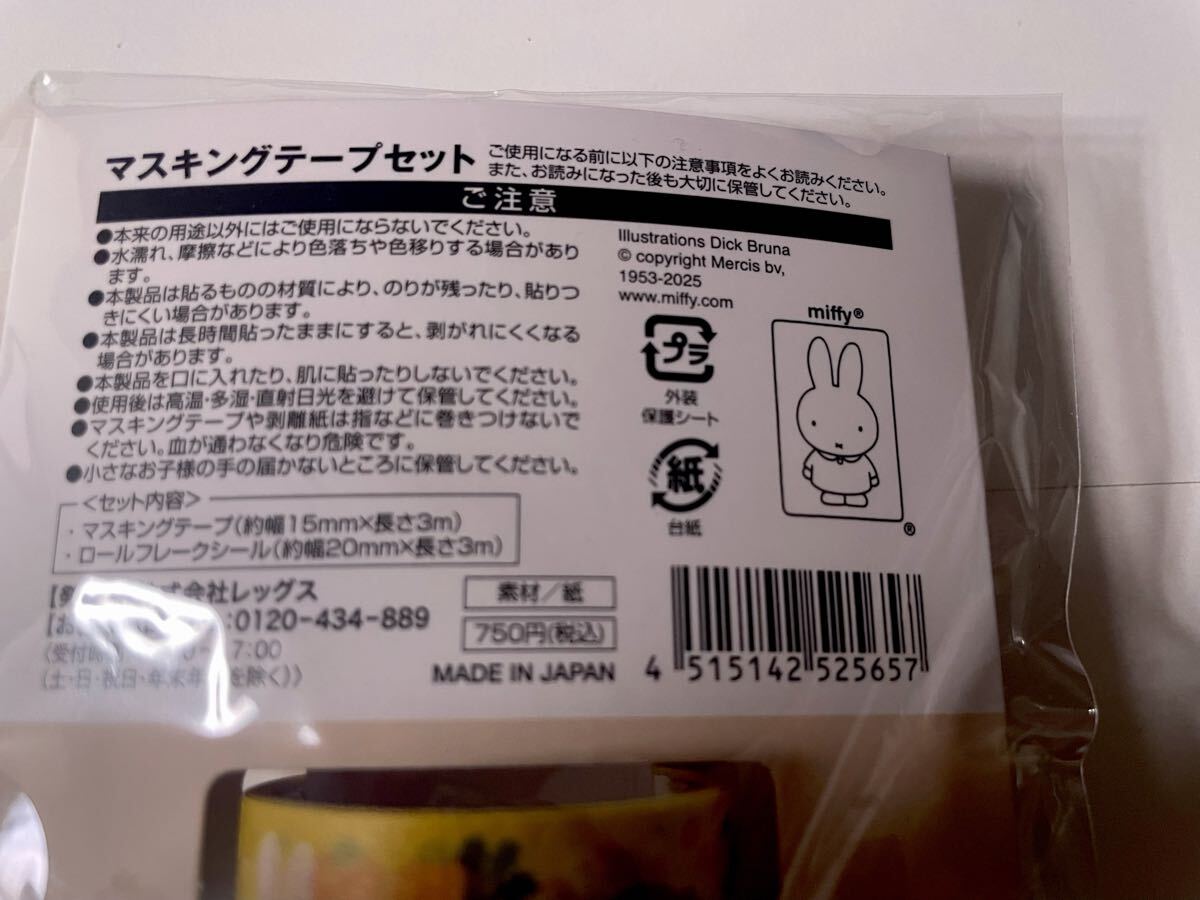 マスキングテープセット
ご使用になる前に以下の注意事項をよくお読みください。
また、お読みになった後も大切に保管してください。
ご注意
●本来の用途以外にはご使用にならないでください。
●水濡れ、摩擦などにより色落ちや色移りする場合があり
ます。
●本製品は貼るものの材質により、のりが残ったり、貼りつ
きにくい場合があります。
●本製品は長時間貼ったままにすると、剥がれにくくなる
場合があります。
●本製品を口に入れたり、肌に貼ったりしないでください。
●使用後は高温・多湿・直射日光を避けて保管してください。
●マスキングテープや剥離紙は指などに巻きつけないで
ください。血が通わなくなり危険です。
●小さなお子様の手の届かないところに保管してください。
<セット内容>
・マスキングテープ(約幅15mm×長さ3m)
・ロールフレークシール(約幅20mm×長さ3m)
式会社レッグス
:0120-434-889
(受付時 7:00
(土・日・祝日・年末年 を除く))
素材/紙
750円(税込)
MADE IN JAPAN
Illustrations Dick Bruna
© copyright Mercis bv,
1953-2025
www.miffy.com
プラ
外装
保護シート
紙
台紙
miffy®
®
4 515142 525657